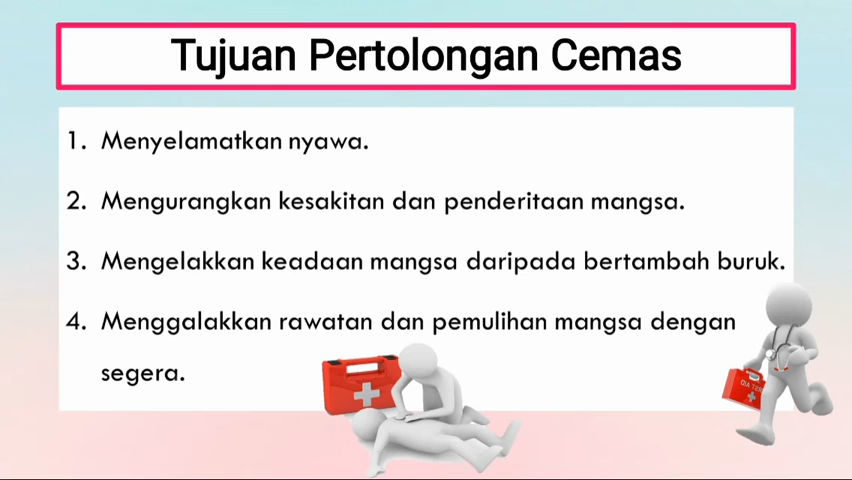 Tujuan Pertolongan Cemas
1. Menyelamatkan nyawa.
2. Mengurangkan kesakitan dan penderitaan mangsa.
3. Mengelakkan keadaan mangsa daripada bertambah buruk.
4. Menggalakkan rawatan dan pemulihan mangsa dengan
segera.